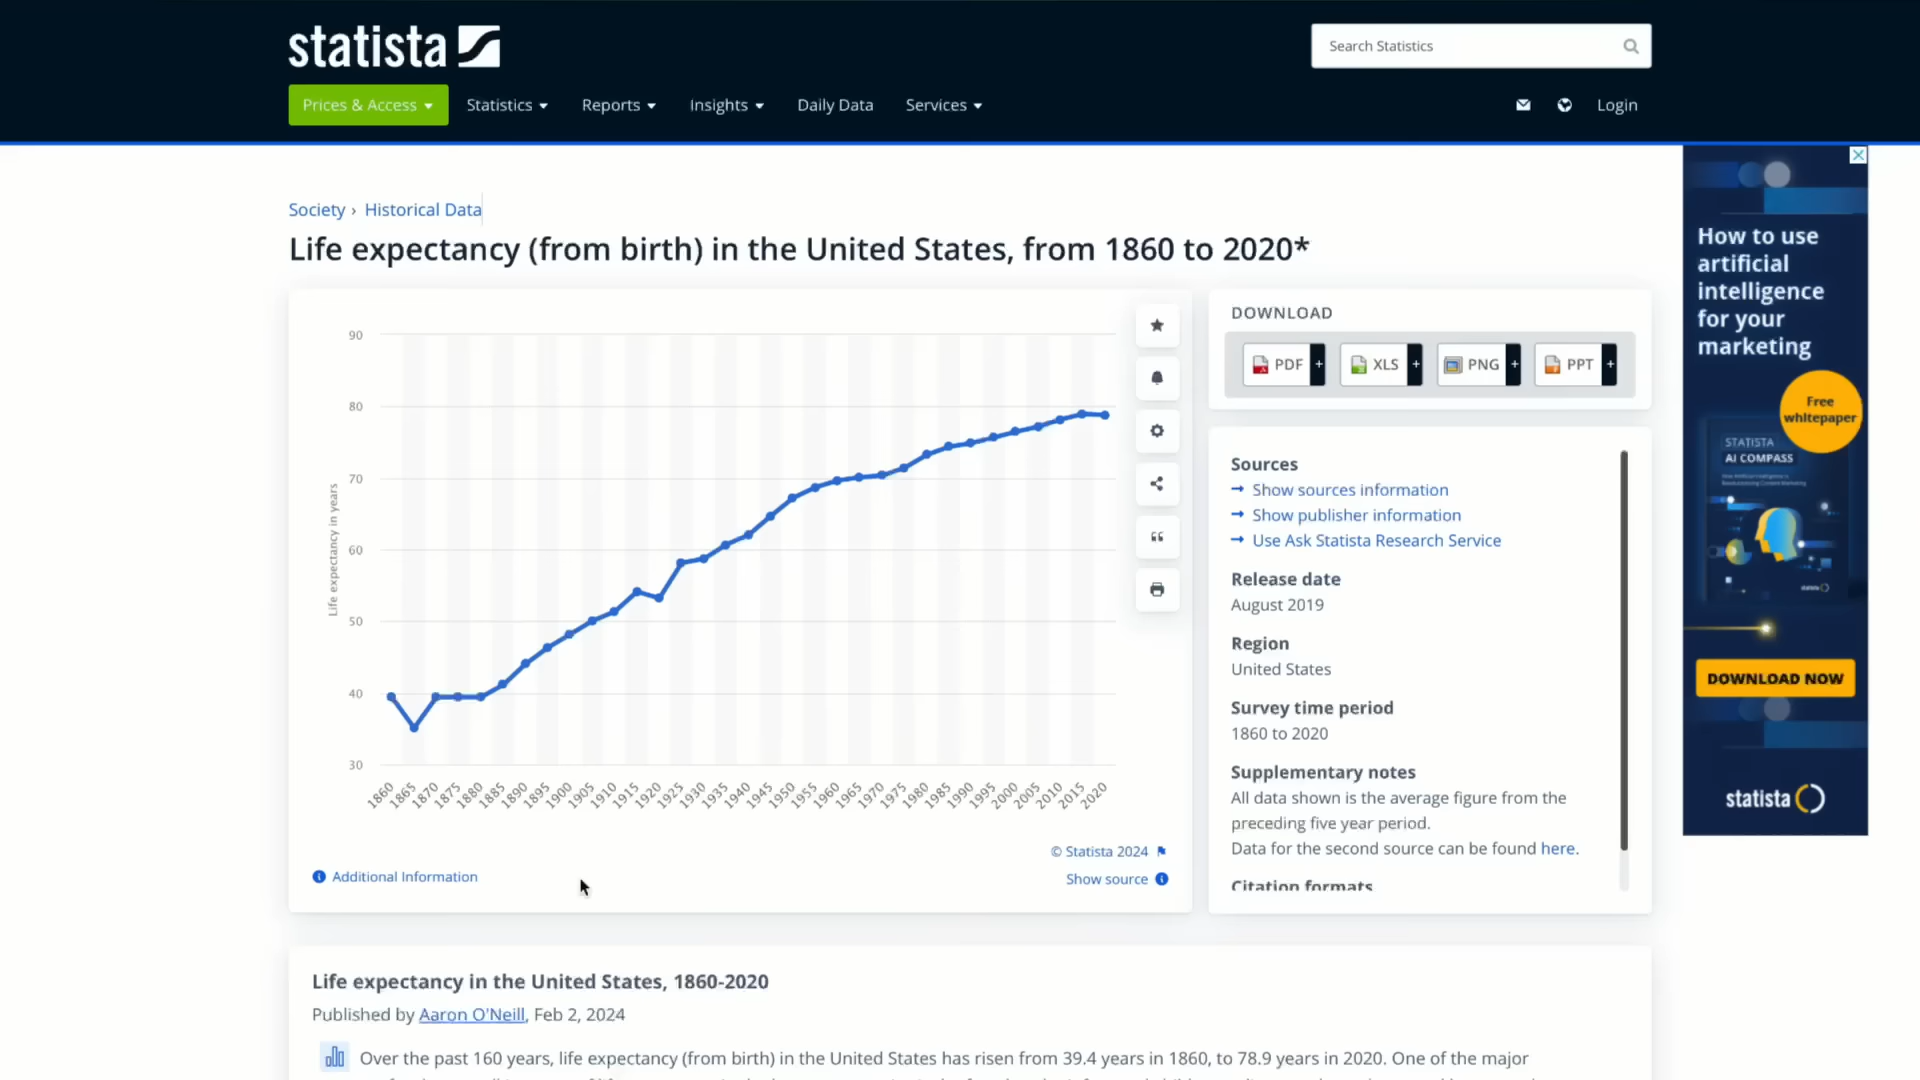 statista
Search Statistics
Prices & Access
Statistics
Reports
Insights
Daily Data
Services
Login
Society › Historical Data
Life expectancy (from birth) in the United States, from 1860 to 2020*
90
80
70
60
50
40
30
Life expectancy in years
1860
1865
1870
1875
1880
1885
1890
1895
1900
1905
1910
1915
1920
1925
1930
1935
1940
1945
1950
1955
1960
1965
1970
1975
1980
1985
1990
1995
2000
2005
2010
2015
2020
© Statista 2024
Additional Information
Show source
DOWNLOAD
PDF +
XLS +
PNG +
PPT +
Sources
→ Show sources information
→ Show publisher information
→ Use Ask Statista Research Service
Release date
August 2019
Region
United States
Survey time period
1860 to 2020
Supplementary notes
All data shown is the average figure from the
preceding five year period.
Data for the second source can be found here.
Citation formats
How to use
artificial
intelligence
for your
marketing
Free
whitepaper
STATISTA
AI COMPASS
DOWNLOAD NOW
statista
Life expectancy in the United States, 1860-2020
Published by Aaron O'Neill, Feb 2, 2024
Over the past 160 years, life expectancy (from birth) in the United States has risen from 39.4 years in 1860, to 78.9 years in 2020. One of the major